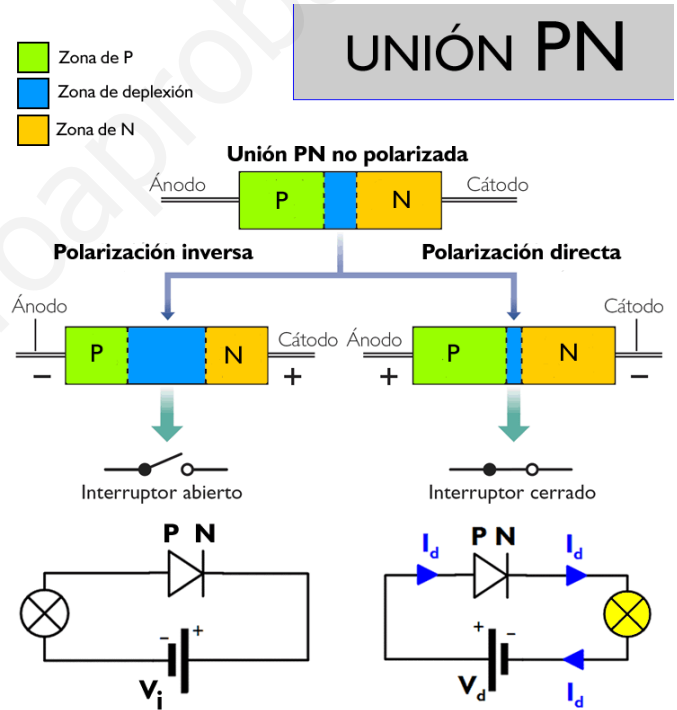 UNIÓN PN
Zona de P
Zona de deplexión
Zona de N
Unión PN no polarizada
Ánodo
P
N
Cátodo
Polarización inversa
Polarización directa
Ánodo
P
N
Cátodo
−
+
Ánodo
P
N
Cátodo
+
−
Interruptor abierto
Interruptor cerrado
P N
- +
Vi
Id
P N
Id
+ -
Vd
Id